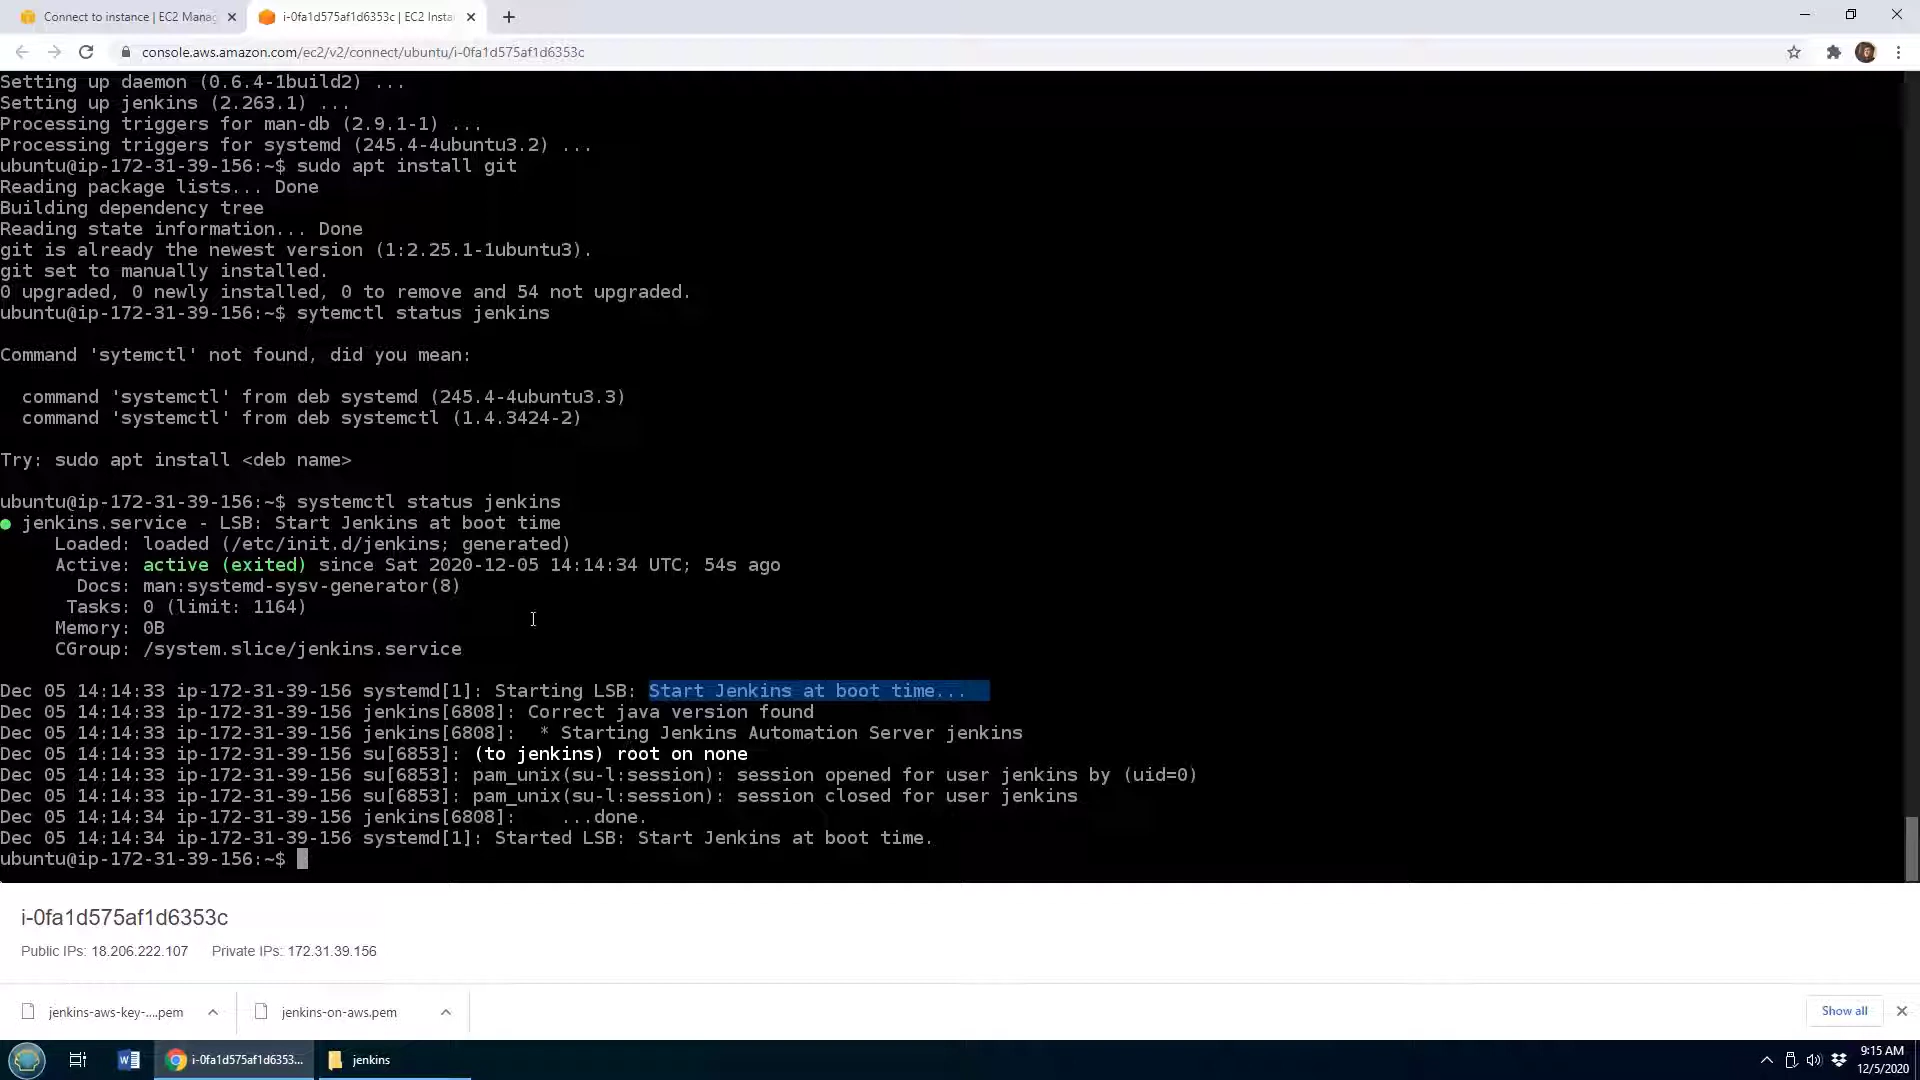 Connect to instance | EC2 Manag
i-0fa1d575af1d6353c | EC2 Insta
console.aws.amazon.com/ec2/v2/connect/ubuntu/i-0fa1d575af1d6353c
Setting up daemon (0.6.4-1build2) ...
Setting up jenkins (2.263.1) ...
Processing triggers for man-db (2.9.1-1) ...
Processing triggers for systemd (245.4-4ubuntu3.2) ...
ubuntu@ip-172-31-39-156:~$ sudo apt install git
Reading package lists... Done
Building dependency tree
Reading state information... Done
git is already the newest version (1:2.25.1-1ubuntu3).
git set to manually installed.
0 upgraded, 0 newly installed, 0 to remove and 54 not upgraded.
ubuntu@ip-172-31-39-156:~$ sytemctl status jenkins
Command 'sytemctl' not found, did you mean:
command 'systemctl' from deb systemd (245.4-4ubuntu3.3)
command 'systemctl' from deb systemctl (1.4.3424-2)
Try: sudo apt install <deb name>
ubuntu@ip-172-31-39-156:~$ systemctl status jenkins
● jenkins.service - LSB: Start Jenkins at boot time
Loaded: loaded (/etc/init.d/jenkins; generated)
Active: active (exited) since Sat 2020-12-05 14:14:34 UTC; 54s ago
Docs: man:systemd-sysv-generator(8)
Tasks: 0 (limit: 1164)
Memory: 0B
CGroup: /system.slice/jenkins.service
Dec 05 14:14:33 ip-172-31-39-156 systemd[1]: Starting LSB: Start Jenkins at boot time...
Dec 05 14:14:33 ip-172-31-39-156 jenkins[6808]: Correct java version found
Dec 05 14:14:33 ip-172-31-39-156 jenkins[6808]:  * Starting Jenkins Automation Server jenkins
Dec 05 14:14:33 ip-172-31-39-156 su[6853]: (to jenkins) root on none
Dec 05 14:14:33 ip-172-31-39-156 su[6853]: pam_unix(su-l:session): session opened for user jenkins by (uid=0)
Dec 05 14:14:33 ip-172-31-39-156 su[6853]: pam_unix(su-l:session): session closed for user jenkins
Dec 05 14:14:34 ip-172-31-39-156 jenkins[6808]:    ...done.
Dec 05 14:14:34 ip-172-31-39-156 systemd[1]: Started LSB: Start Jenkins at boot time.
ubuntu@ip-172-31-39-156:~$
i-0fa1d575af1d6353c
Public IPs: 18.206.222.107 Private IPs: 172.31.39.156
jenkins-aws-key-....pem
jenkins-on-aws.pem
Show all
i-0fa1d575af1d6353...
jenkins
9:15 AM
12/5/2020